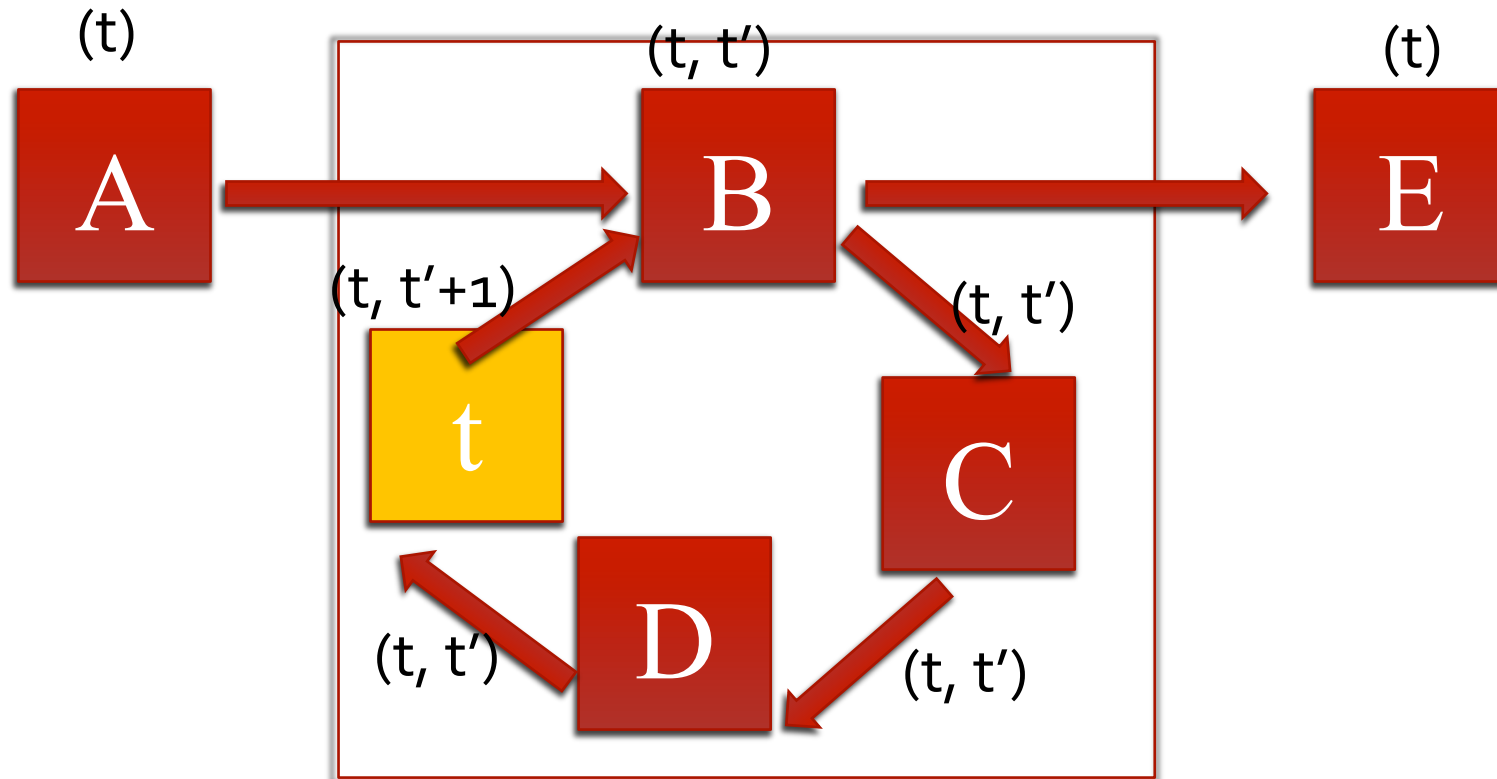 (t)
(t, t′)
(t)
A
B
E
(t, t′+1)
(t, t′)
t
C
D
(t, t′)
(t, t′)